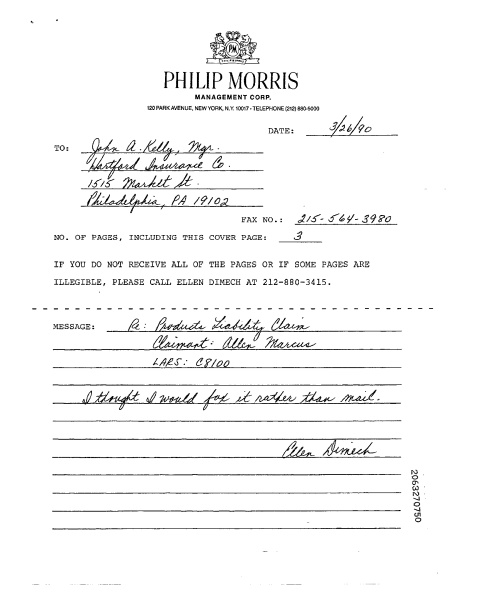 PM
PHILIP MORRIS
MANAGEMENT CORP.
120 PARK AVENUE, NEW YORK, N.Y. 10017 • TELEPHONE (212) 880-5000
DATE: 3/26/90
TO: John A. Kelly, Mgr.
Hartford Insurance Co.
1515 Market St.
Philadelphia, PA 19102
FAX NO.: 215-564-3980
NO. OF PAGES, INCLUDING THIS COVER PAGE: 3
IF YOU DO NOT RECEIVE ALL OF THE PAGES OR IF SOME PAGES ARE
ILLEGIBLE, PLEASE CALL ELLEN DIMECH AT 212-880-3415.
MESSAGE: Re: Products Liability Claim
Claimant: Allen Marcus
LARS: C8100
I thought I would fax it rather than mail.
Ellen Dimech
2063270750